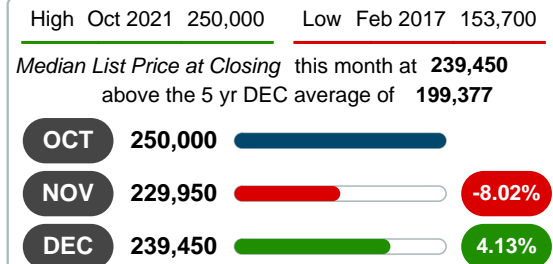 High Oct 2021 250,000 Low Feb 2017 153,700
Median List Price at Closing this month at 239,450
above the 5 yr DEC average of 199,377
OCT 250,000
NOV 229,950 -8.02%
DEC 239,450 4.13%